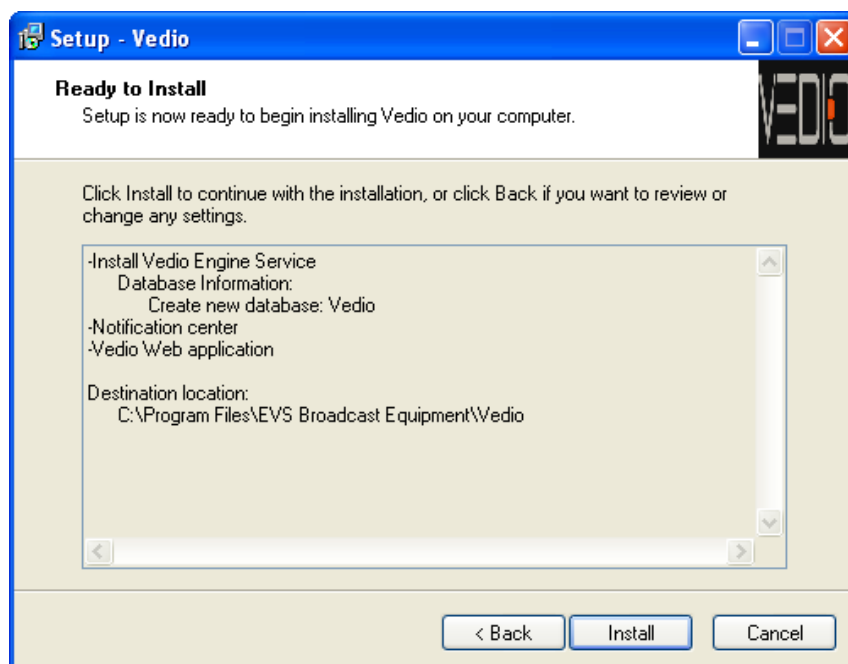 Setup - Vedio
Ready to Install
Setup is now ready to begin installing Vedio on your computer.
VEDIO
Click Install to continue with the installation, or click Back if you want to review or
change any settings.
-Install Vedio Engine Service
Database Information:
Create new database: Vedio
-Notification center
-Vedio Web application
Destination location:
C:\Program Files\EVS Broadcast Equipment\Vedio
< Back
Install
Cancel